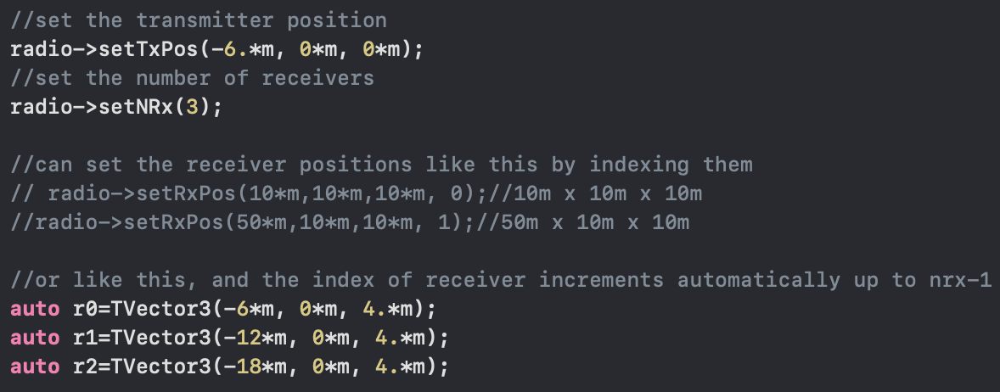 //set the transmitter position
radio->setTxPos(-6.*m, 0*m, 0*m);
//set the number of receivers
radio->setNRx(3);

//can set the receiver positions like this by indexing them
// radio->setRxPos(10*m,10*m,10*m, 0);//10m x 10m x 10m
//radio->setRxPos(50*m,10*m,10*m, 1);//50m x 10m x 10m

//or like this, and the index of receiver increments automatically up to nrx-1
auto r0=TVector3(-6*m, 0*m, 4.*m);
auto r1=TVector3(-12*m, 0*m, 4.*m);
auto r2=TVector3(-18*m, 0*m, 4.*m);